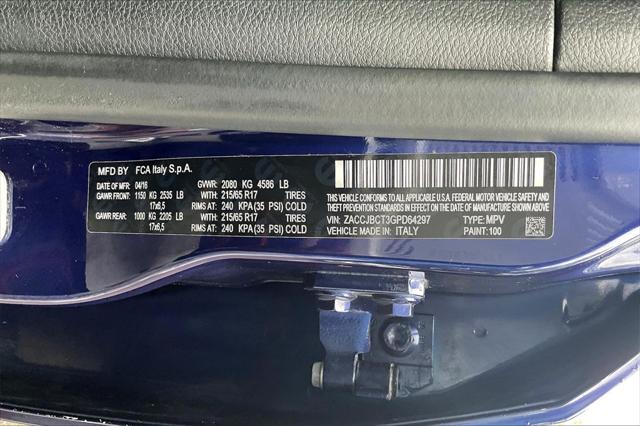 MFD BY FCA Italy S.p.A.
DATE OF MFR: 04/16 GVWR: 2080 KG 4586 LB
GAWR FRONT: 1150 KG 2535 LB WITH: 215/65 R17 TIRES
17x6,5 RIMS AT: 240 KPA(35 PSI) COLD
GAWR REAR: 1000 KG 2205 LB WITH: 215/65 R17 TIRES
17x6,5 RIMS AT: 240 KPA(35 PSI) COLD
THIS VEHICLE CONFORMS TO ALL APPLICABLE U.S.A. FEDERAL MOTOR VEHICLE SAFETY, BUMPER
AND THEFT PREVENTION STANDARDS IN EFFECT ON THE DATE OF MANUFACTURE SHOWN ABOVE.
VIN: ZACCJBCT3GPD64297 TYPE: MPV
VEHICLE MADE IN: ITALY PAINT: 100